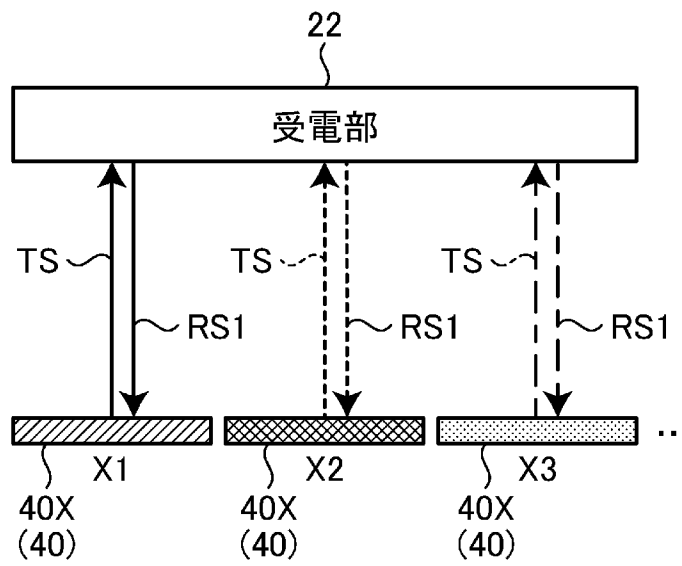 22
受電部
TS
RS1
TS
RS1
TS
RS1
X1
X2
X3
..
40X
(40)
40X
(40)
40X
(40)